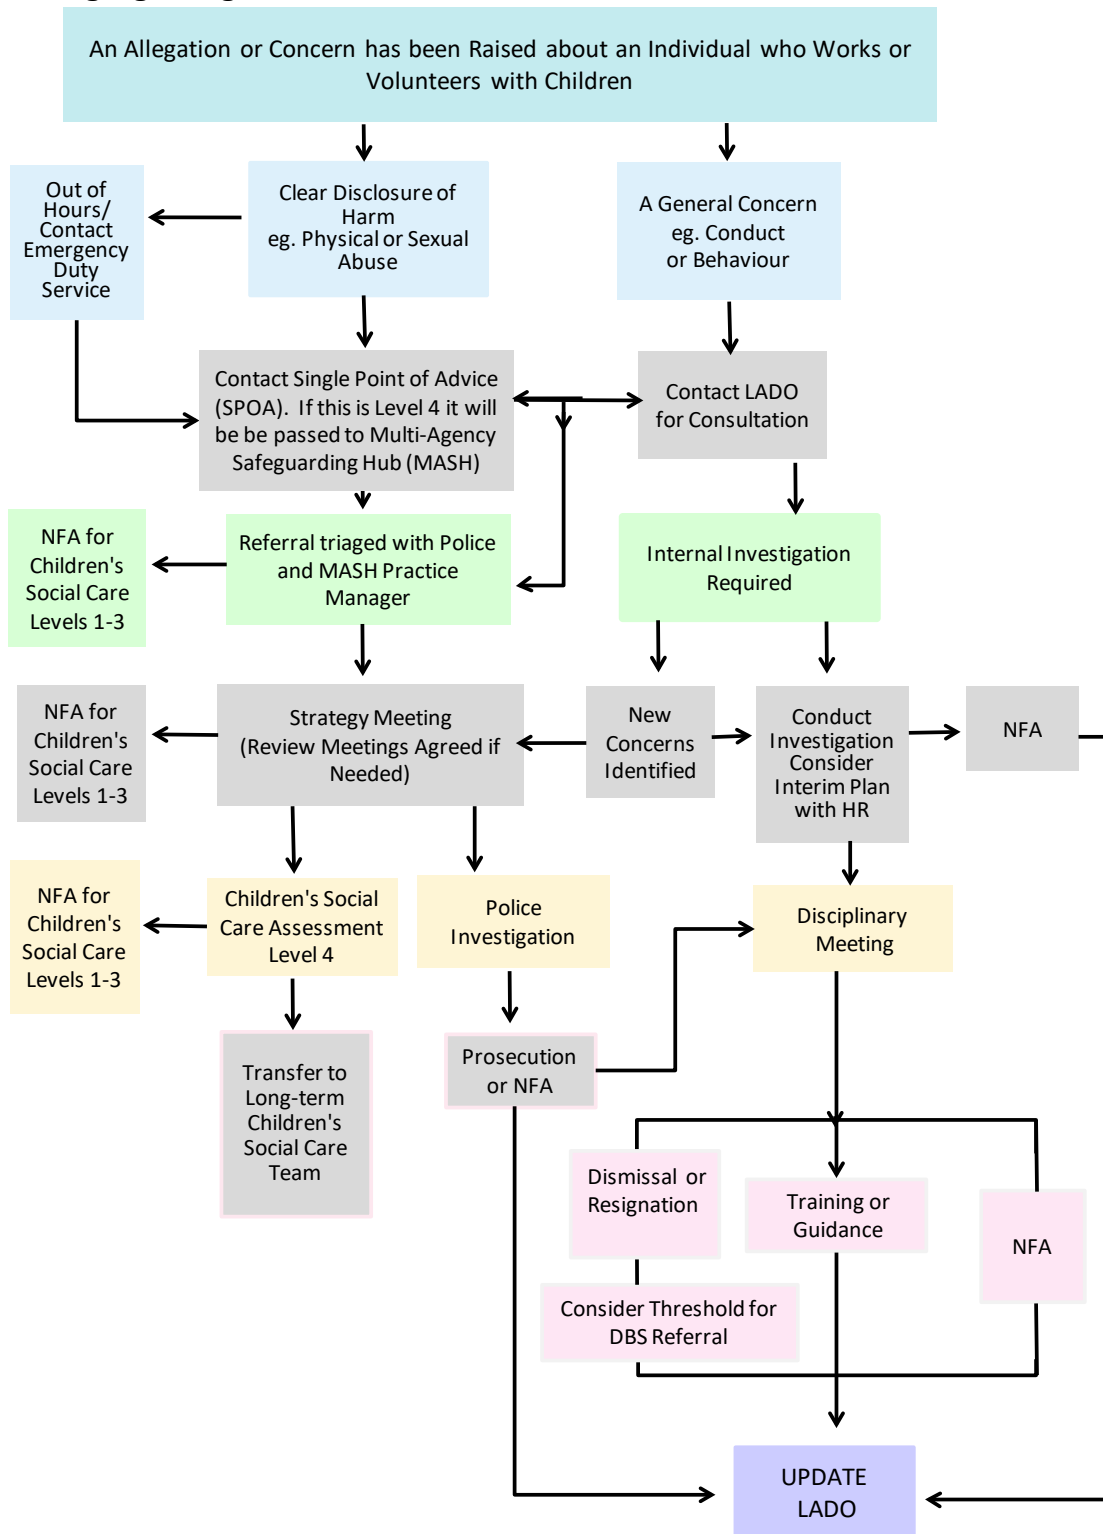 An Allegation or Concern has been Raised about an Individual who Works or
Volunteers with Children
Out of
Hours/
Contact
Emergency
Duty
Service
Clear Disclosure of
Harm
eg. Physical or Sexual
Abuse
A General Concern
eg. Conduct
or Behaviour
Contact Single Point of Advice
(SPOA). If this is Level 4 it will
be be passed to Multi-Agency
Safeguarding Hub (MASH)
Contact LADO
for Consultation
NFA for
Children's
Social Care
Levels 1-3
Referral triaged with Police
and MASH Practice
Manager
Internal Investigation
Required
NFA for
Children's
Social Care
Levels 1-3
Strategy Meeting
(Review Meetings Agreed if
Needed)
New
Concerns
Identified
Conduct
Investigation
Consider
Interim Plan
with HR
NFA
NFA for
Children's
Social Care
Levels 1-3
Children's Social
Care Assessment
Level 4
Police
Investigation
Disciplinary
Meeting
Transfer to
Long-term
Children's
Social Care
Team
Prosecution
or NFA
Dismissal or
Resignation
Training or
Guidance
NFA
Consider Threshold for
DBS Referral
UPDATE
LADO